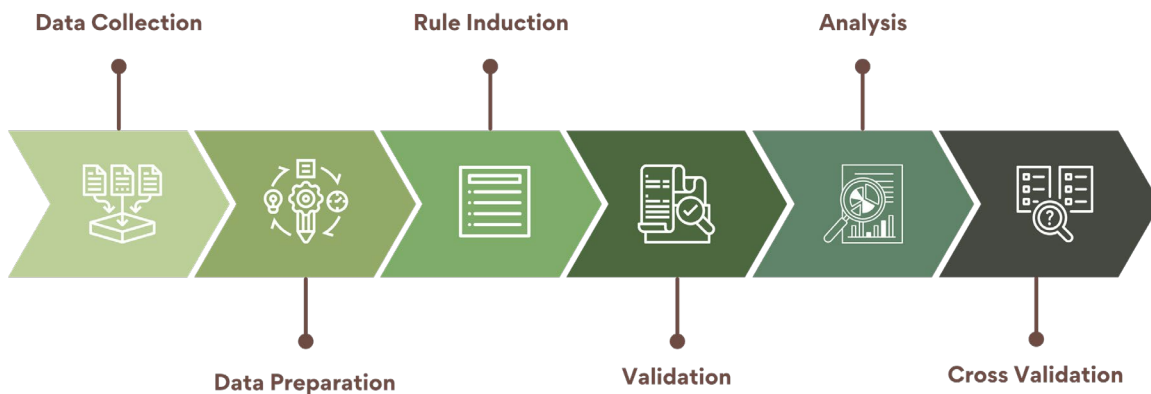 Data Collection
Rule Induction
Analysis
?
Data Preparation
Validation
Cross Validation